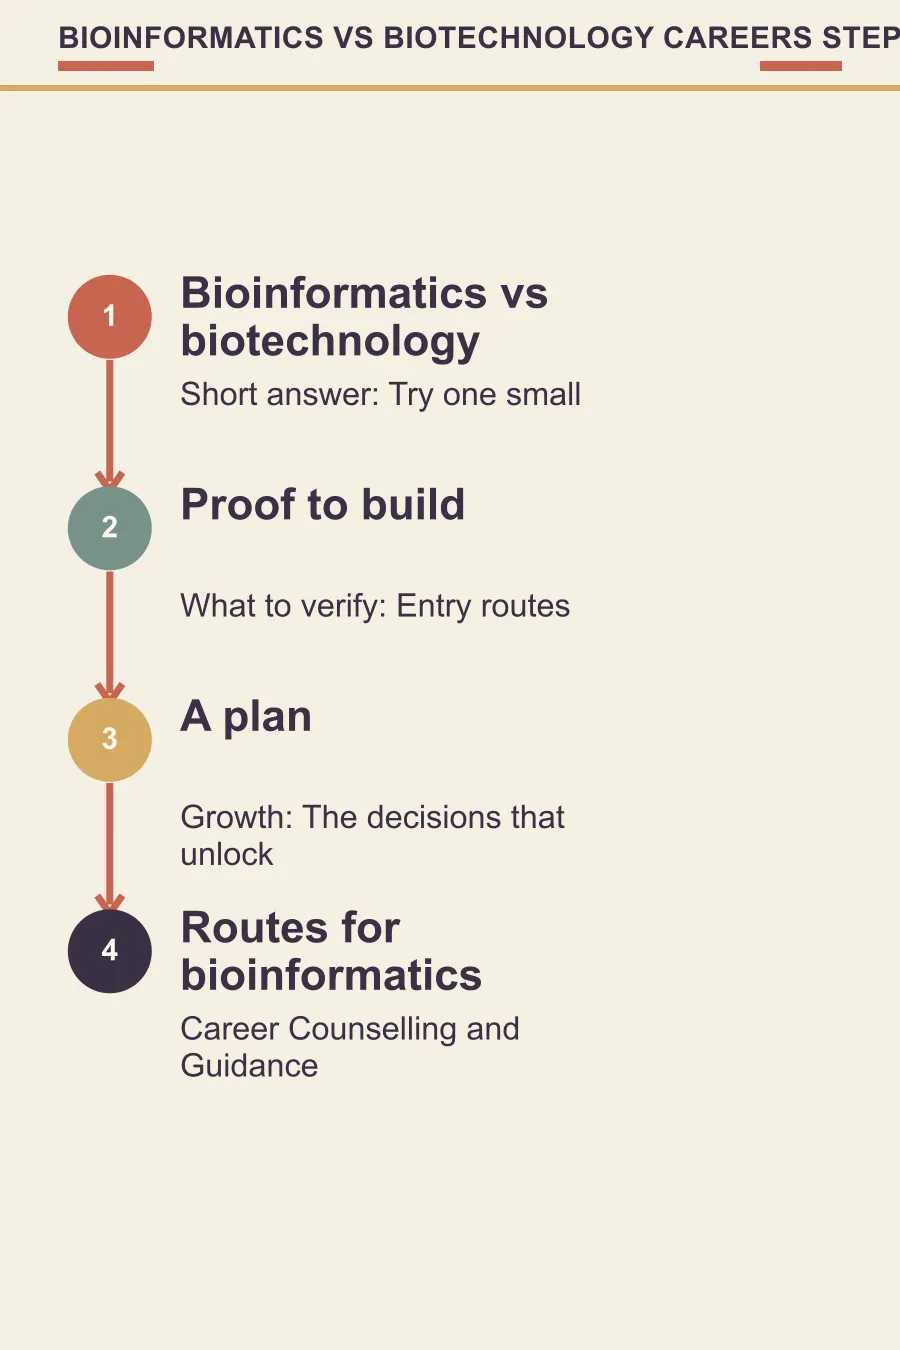 BIOINFORMATICS VS BIOTECHNOLOGY CAREERS STEP
1
Bioinformatics vs
biotechnology
Short answer: Try one small
2
Proof to build
What to verify: Entry routes
3
A plan
Growth: The decisions that
unlock
4
Routes for
bioinformatics
Career Counselling and
Guidance